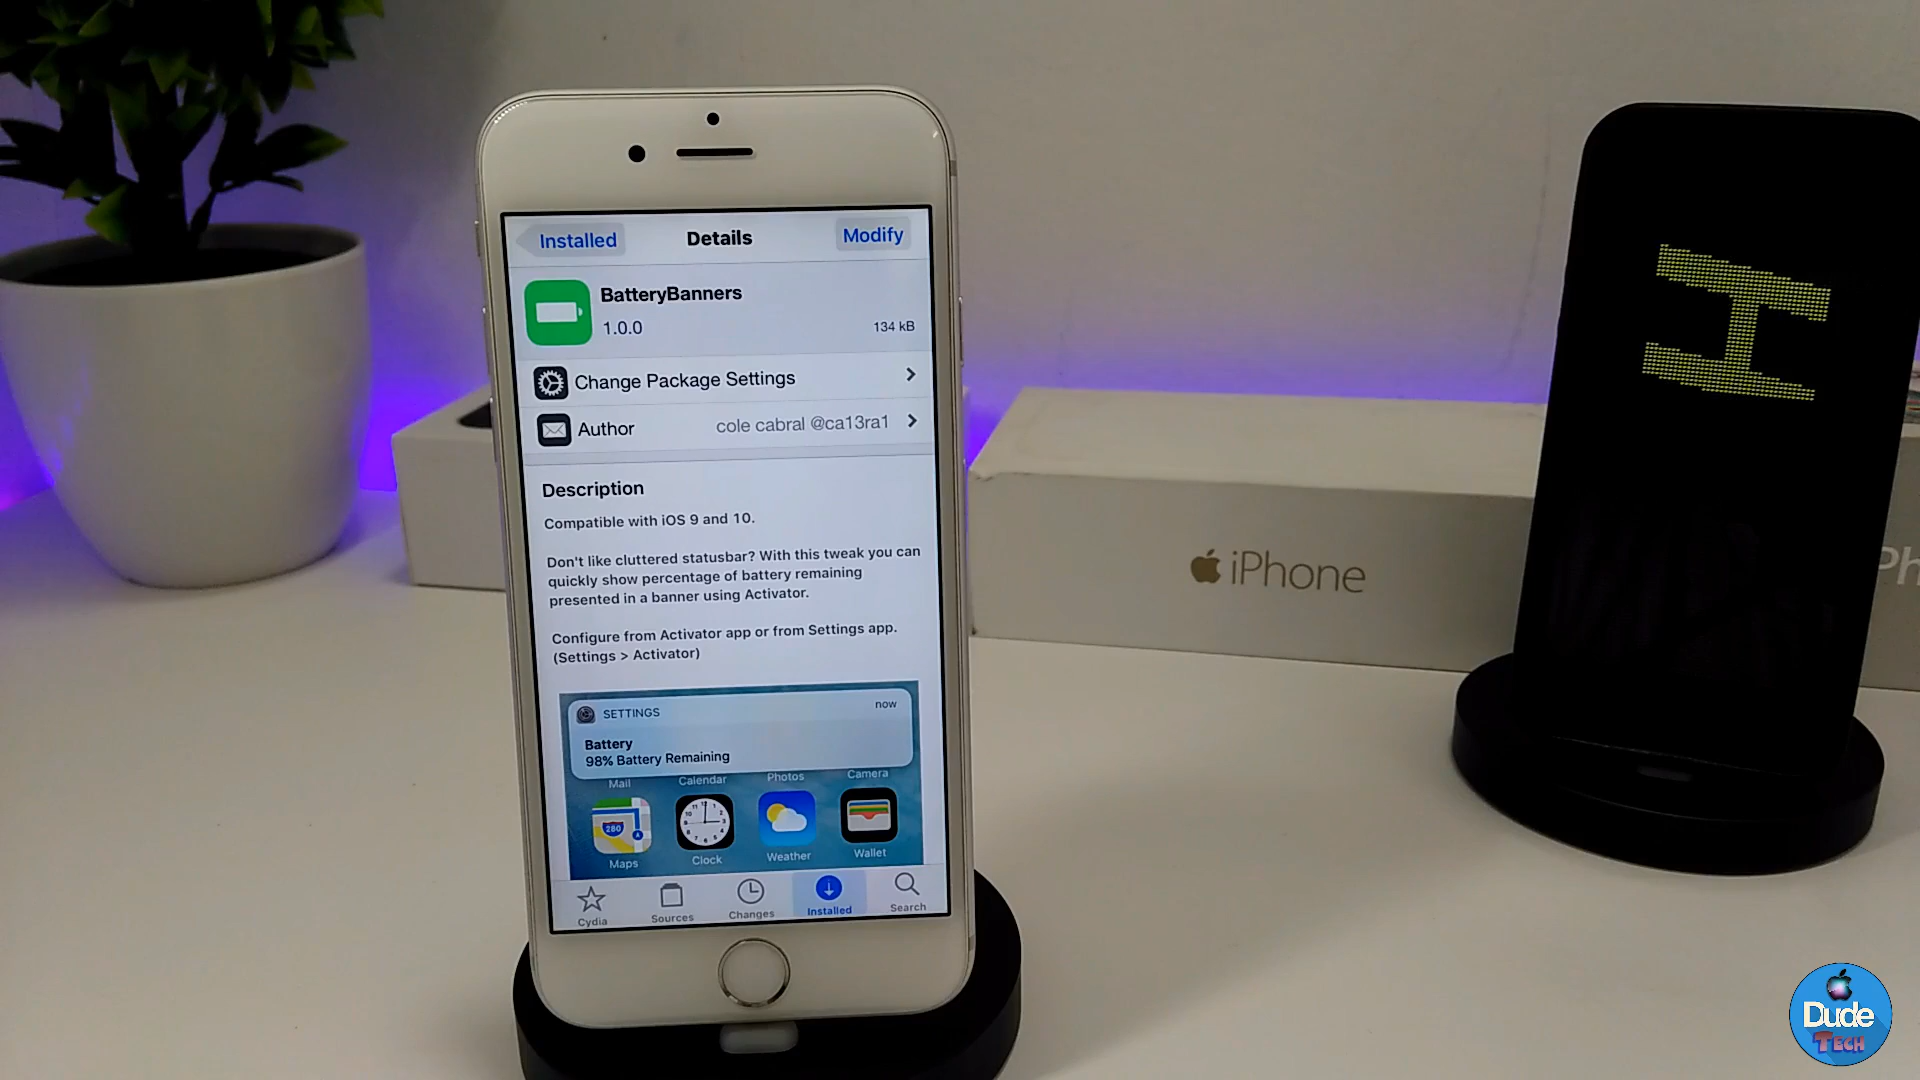 Installed
Details
Modify
BatteryBanners
1.0.0
134 kB
Change Package Settings
Author
cole cabral @ca13ra1
Description
Compatible with iOS 9 and 10.
Don't like cluttered statusbar? With this tweak you can
quickly show percentage of battery remaining
presented in a banner using Activator.
Configure from Activator app or from Settings app.
(Settings > Activator)
SETTINGS
now
Battery
98% Battery Remaining
Mail
Calendar
Photos
Camera
280
Maps
Clock
Weather
Wallet
Cydia
Sources
Changes
Installed
Search
iPhone
Dude
TECH